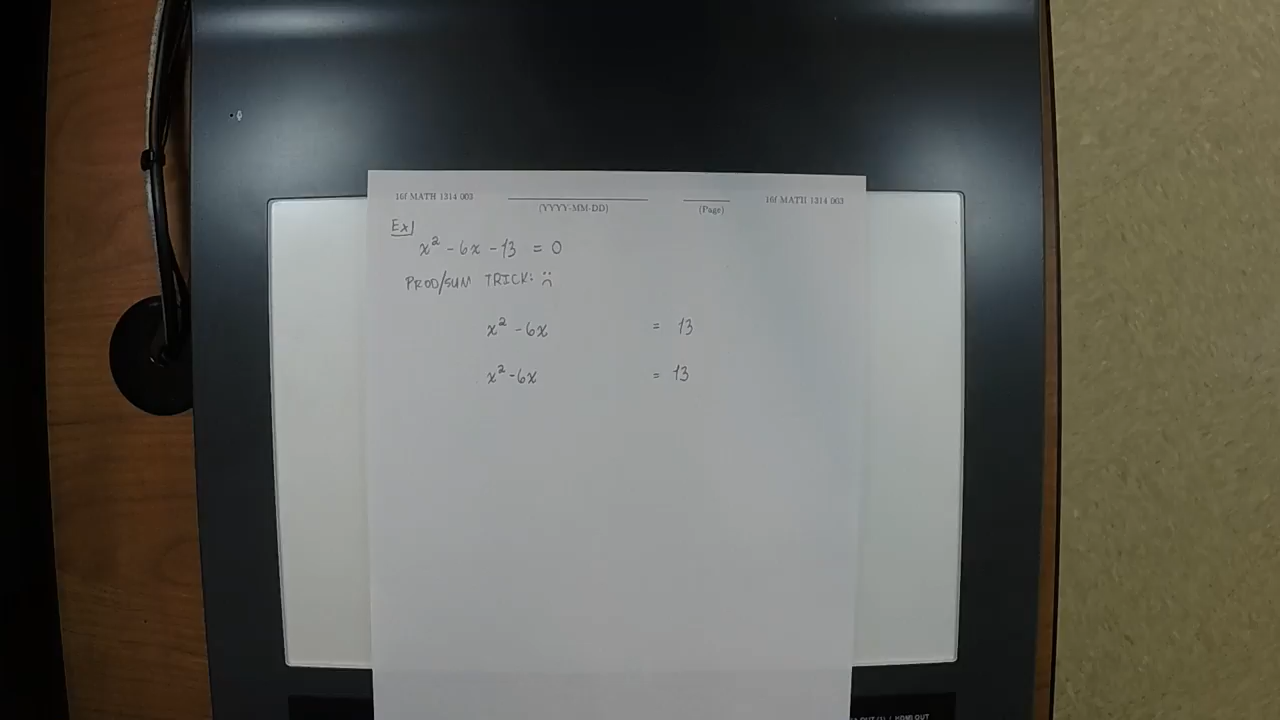 16f MATH 1314 003 (YYYY-MM-DD) (Page) 16f MATH 1314 003
Ex1
x² - 6x - 13 = 0
PROD/SUM TRICK: ☹
x² - 6x = 13
x² - 6x = 13